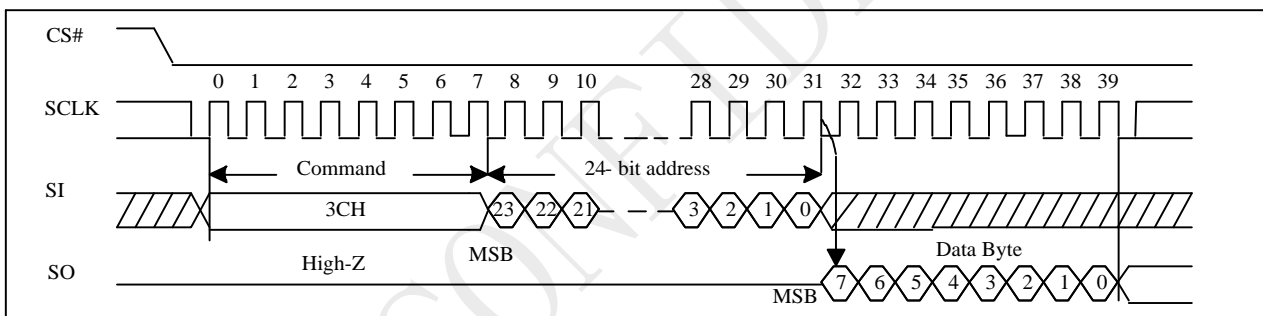 CS#
0 1 2 3 4 5 6 7 8 9 10 28 29 30 31 32 33 34 35 36 37 38 39
SCLK
Command 24- bit address
SI
3CH 23 22 21 3 2 1 0
High-Z MSB Data Byte
SO
MSB 7 6 5 4 3 2 1 0